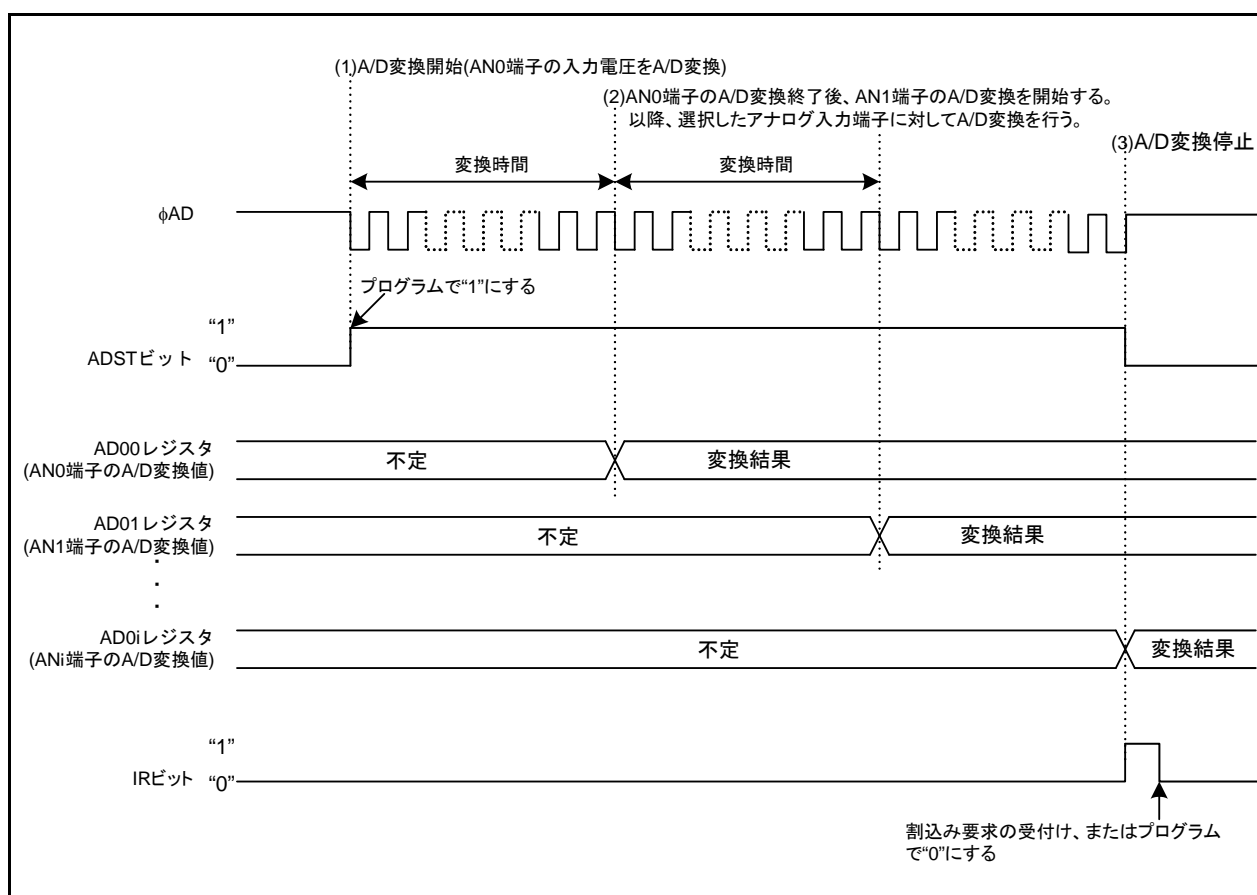 (1)A/D変換開始(AN0端子の入力電圧をA/D変換)
(2)AN0端子のA/D変換終了後、AN1端子のA/D変換を開始する。
以降、選択したアナログ入力端子に対してA/D変換を行う。
(3)A/D変換停止
変換時間
変換時間
φAD
プログラムで“1”にする
“1”
ADSTビット “0”
AD00レジスタ
(AN0端子のA/D変換値)
不定
変換結果
AD01レジスタ
(AN1端子のA/D変換値)
不定
変換結果
・
・
・
AD0iレジスタ
(ANi端子のA/D変換値)
不定
変換結果
“1”
IRビット “0”
割込み要求の受付け、またはプログラム
で“0”にする